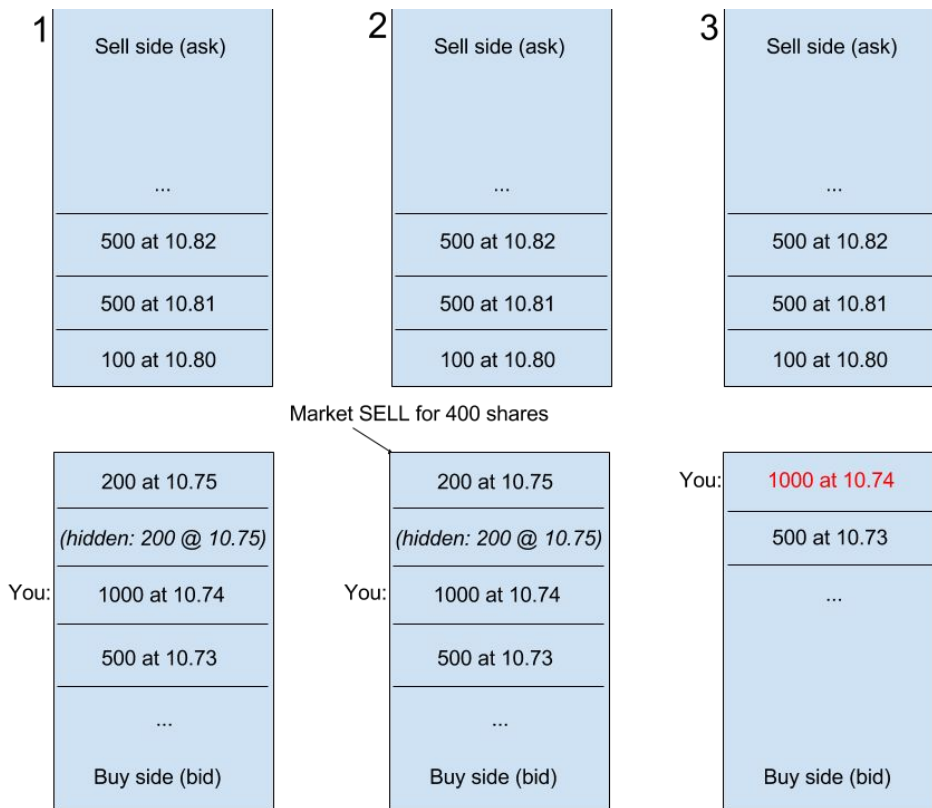 1
Sell side (ask)
...
500 at 10.82
500 at 10.81
100 at 10.80
200 at 10.75
(hidden: 200 @ 10.75)
You:
1000 at 10.74
500 at 10.73
...
Buy side (bid)
2
Sell side (ask)
...
500 at 10.82
500 at 10.81
100 at 10.80
Market SELL for 400 shares
200 at 10.75
(hidden: 200 @ 10.75)
You:
1000 at 10.74
500 at 10.73
...
Buy side (bid)
3
Sell side (ask)
...
500 at 10.82
500 at 10.81
100 at 10.80
You:
1000 at 10.74
500 at 10.73
...
Buy side (bid)